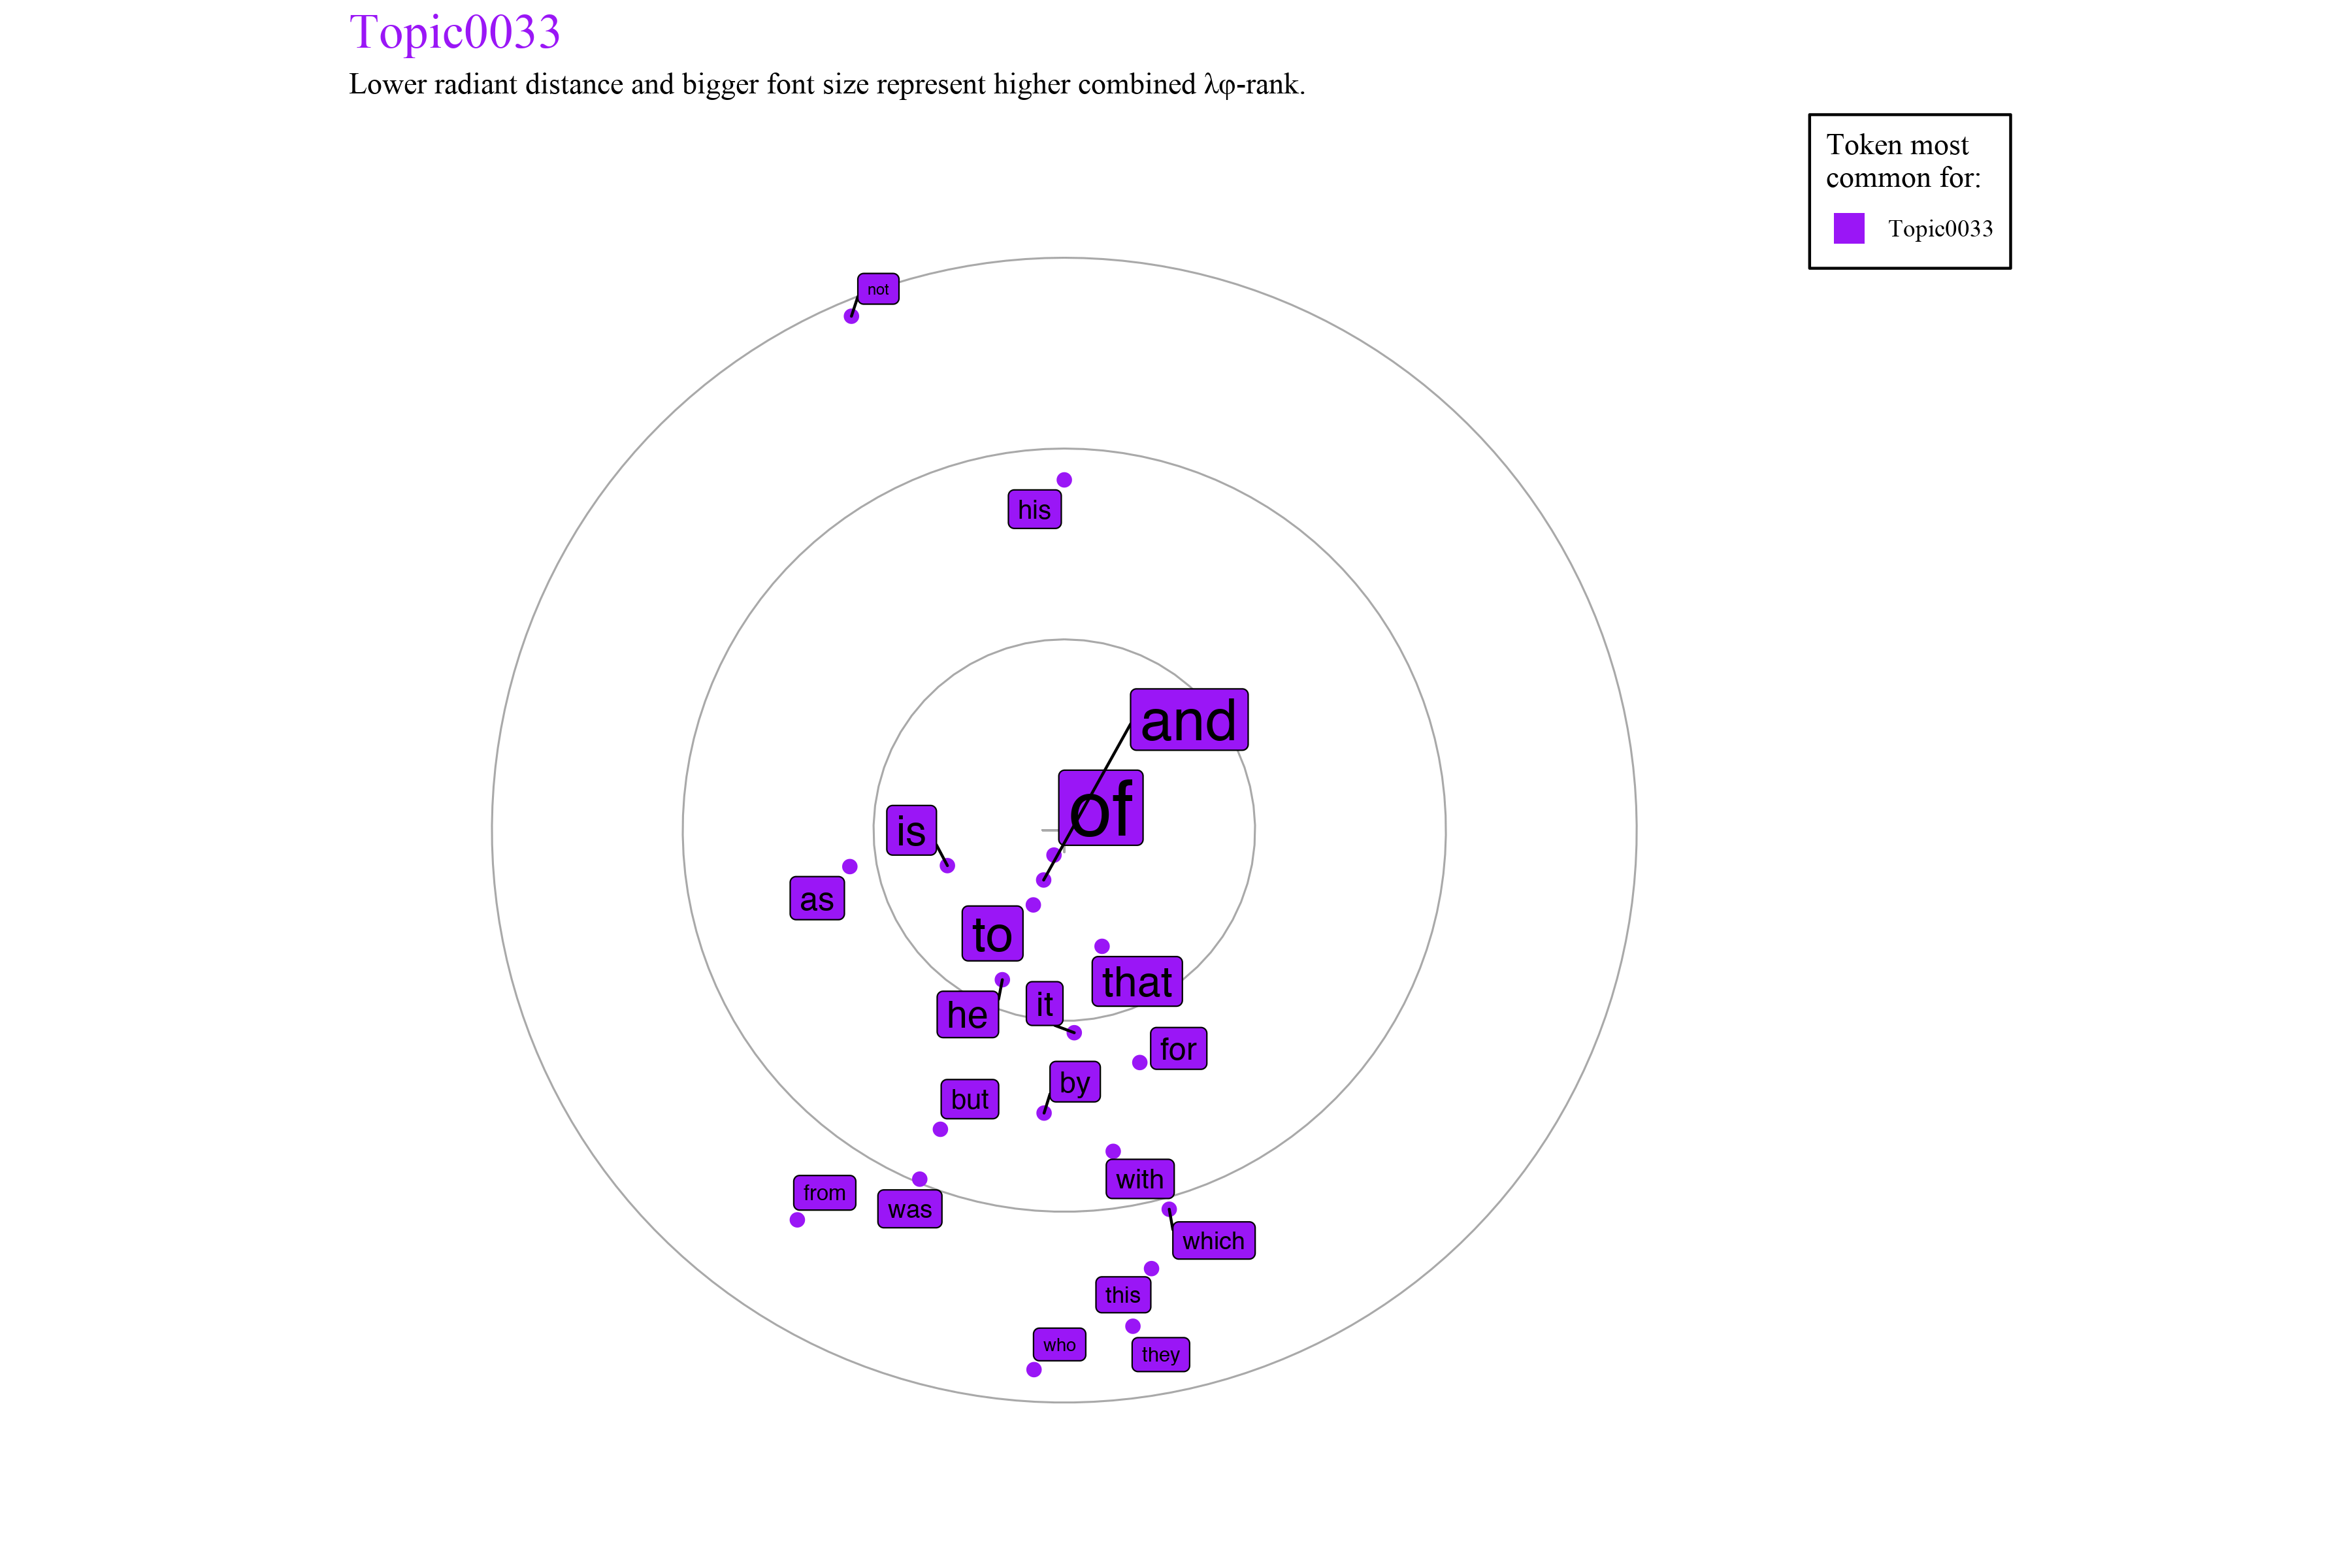 Topic0033
Lower radiant distance and bigger font size represent higher combined λφ-rank.
Token most
common for:
Topic0033
not
his
and
of
is
as
to
that
he
it
for
by
but
with
from
was
which
this
who
they